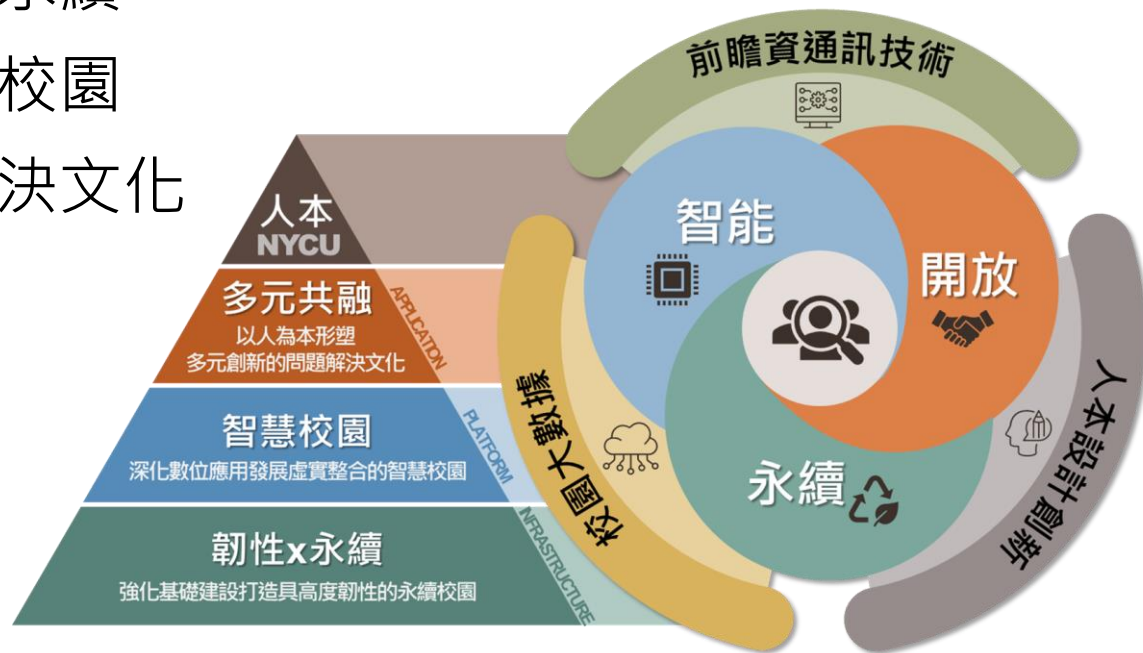 永續
校園
決文化
人本
NYCU
多元共融
以人為本形塑
多元創新的問題解決文化
APPLICATION
智慧校園
深化數位應用發展虛實整合的智慧校園
PLATFORM
韌性x永續
強化基礎建設打造具高度韌性的永續校園
INFRASTRUCTURE
前瞻資通訊技術
智能
開放
永續
校園大數據
人本設計創新